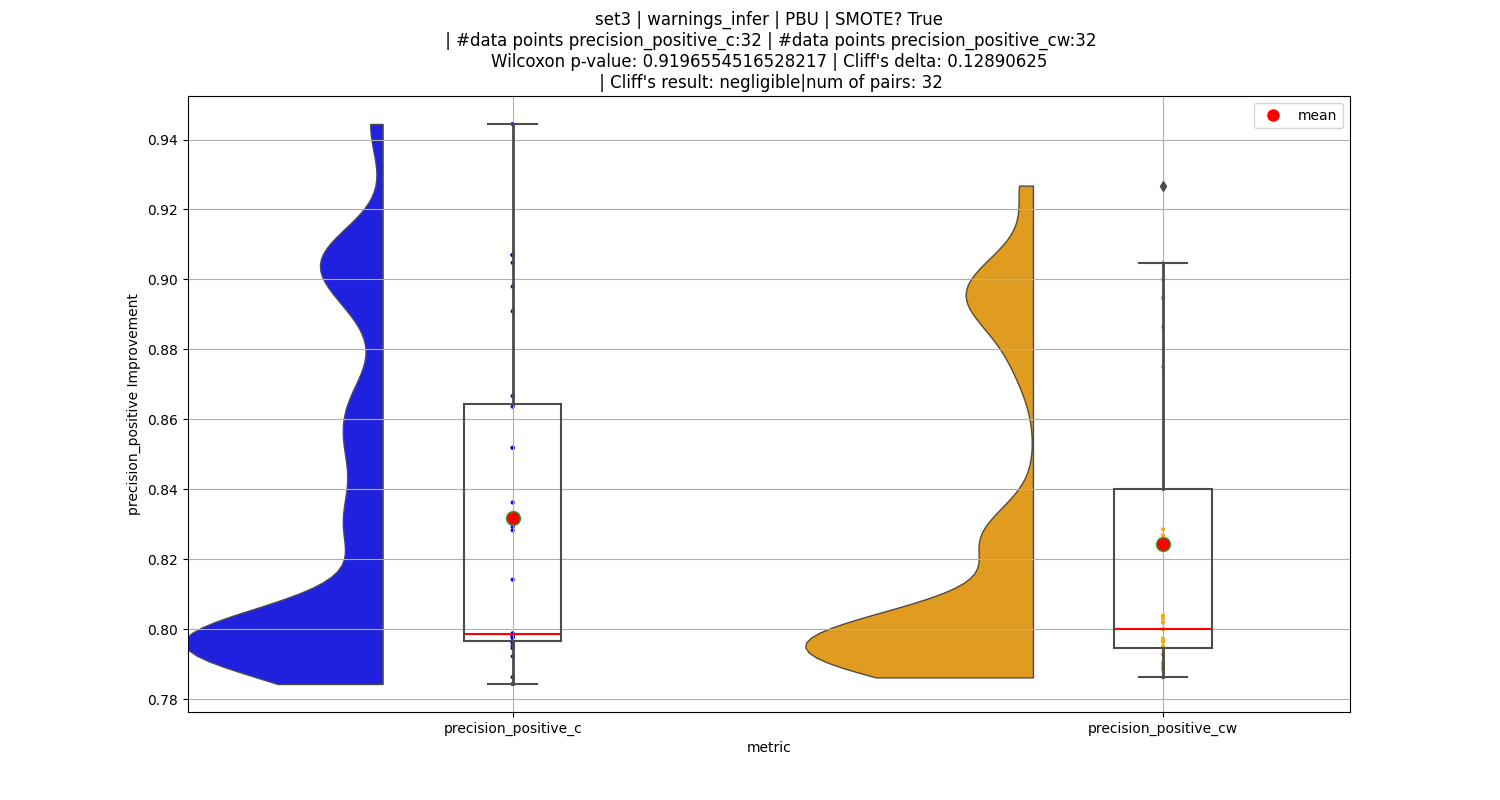 set3 | warnings_infer | PBU | SMOTE? True
| #data points precision_positive_c:32 | #data points precision_positive_cw:32
Wilcoxon p-value: 0.9196554516528217 | Cliff's delta: 0.12890625
| Cliff's result: negligible|num of pairs: 32
mean
0.94
0.92
0.90
0.88
0.86
0.84
0.82
0.80
0.78
precision_positive Improvement
precision_positive_c
precision_positive_cw
metric